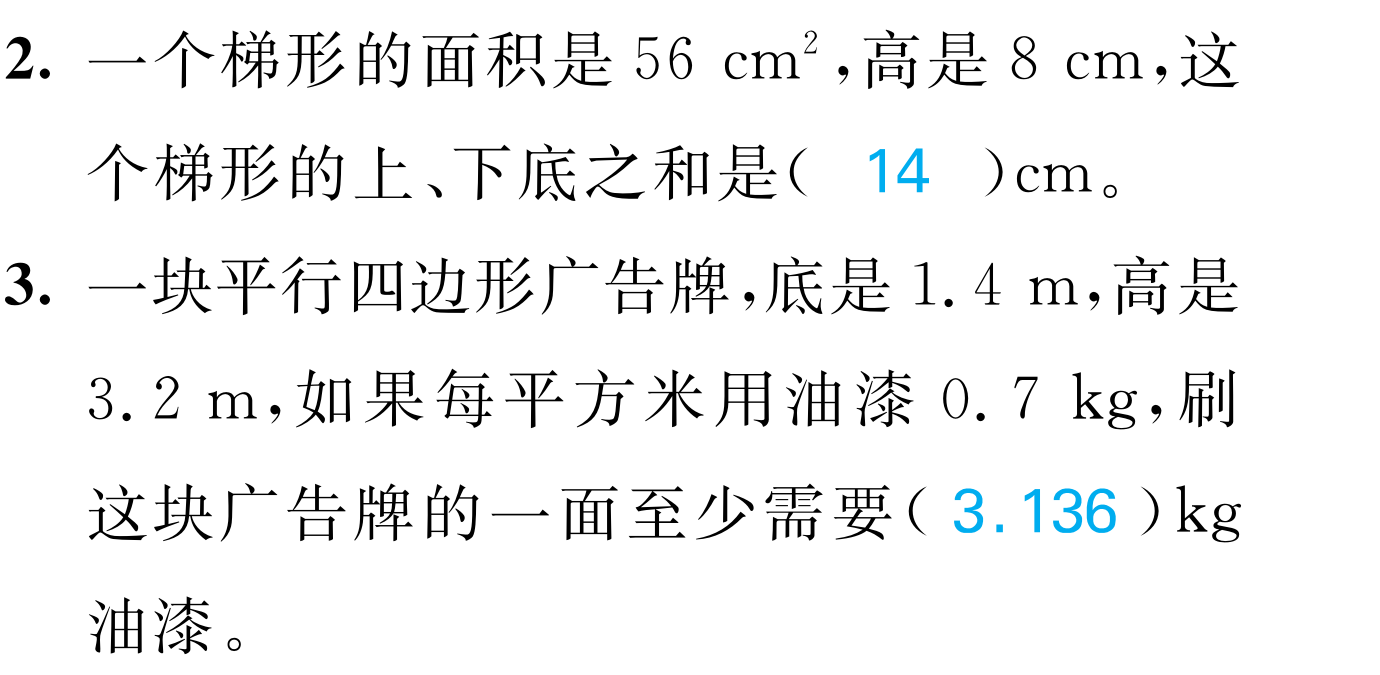 2. 一个梯形的面积是 56 cm²,高是 8 cm,这
个梯形的上、下底之和是( 14 )cm。
3. 一块平行四边形广告牌,底是 1.4 m,高是
3.2 m,如果每平方米用油漆 0.7 kg,刷
这块广告牌的一面至少需要( 3.136 )kg
油漆。